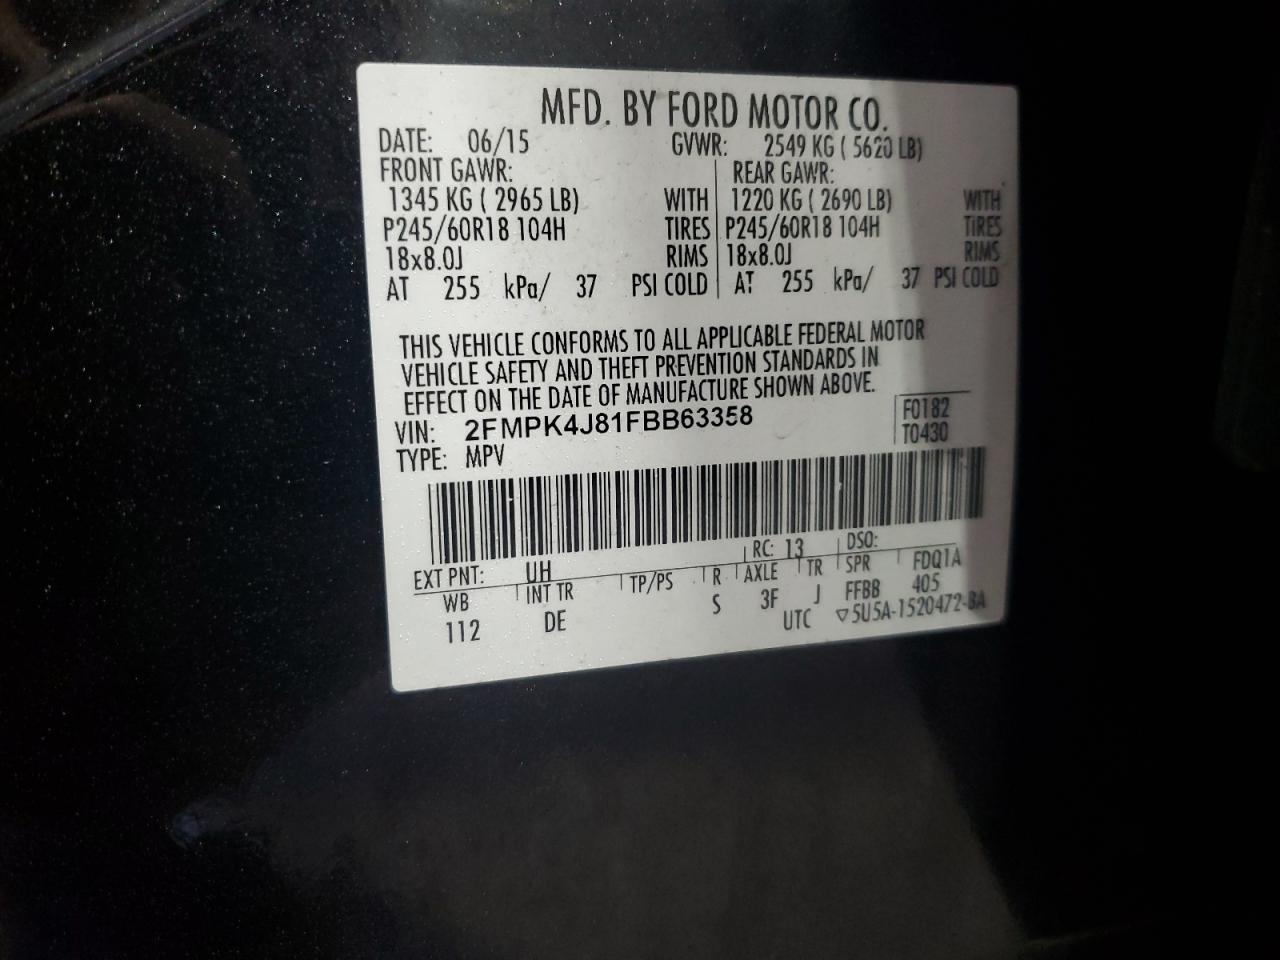 MFD. BY FORD MOTOR CO.
DATE: 06/15 GVWR: 2549 KG ( 5620 LB)
FRONT GAWR: REAR GAWR:
1345 KG ( 2965 LB) WITH 1220 KG ( 2690 LB) WITH
P245/60R18 104H TIRES P245/60R18 104H TIRES
18x8.0J RIMS 18x8.0J RIMS
AT 255 kPa/ 37 PSI COLD AT 255 kPa/ 37 PSI COLD
THIS VEHICLE CONFORMS TO ALL APPLICABLE FEDERAL MOTOR
VEHICLE SAFETY AND THEFT PREVENTION STANDARDS IN
EFFECT ON THE DATE OF MANUFACTURE SHOWN ABOVE.
VIN: 2FMPK4J81FBB63358 F0182
TYPE: MPV T0430
EXT PNT: UH RC: 13 DSO:
WB INT TR TP/PS R AXLE TR SPR FDQ1A
112 DE S 3F J FFBB 405
UTC ▽5U5A-1520472-BA